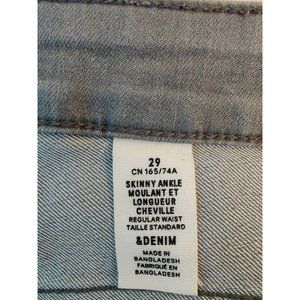 29
CN 165/74A
SKINNY ANKLE
MOULANT ET
LONGUEUR
CHEVILLE
REGULAR WAIST
TAILLE STANDARD
&DENIM
MADE IN
BANGLADESH
FABRIQUÉ EN
BANGLADESH